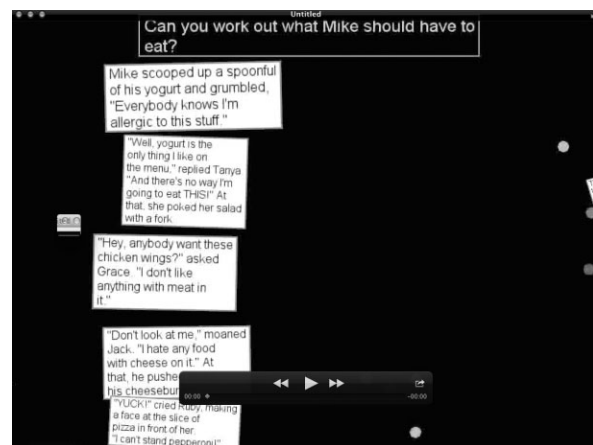 Untitled
Can you work out what Mike should have to
eat?
Mike scooped up a spoonful
of his yogurt and grumbled,
"Everybody knows I'm
allergic to this stuff."
"Well, yogurt is the
only thing I like on
the menu," replied Tanya
"And there's no way I'm
going to eat THIS!" At
that, she poked her salad
with a fork.
"Hey, anybody want these
chicken wings?" asked
Grace. "I don't like
anything with meat in
it."
"Don't look at me," moaned
Jack. "I hate any food
with cheese on it." At
that, he pushe
his cheesebur
"YUCK!" cried Ruby, making
a face at the slice of
pizza in front of her.
"I can't stand pepperoni!"
00:00
-00:00